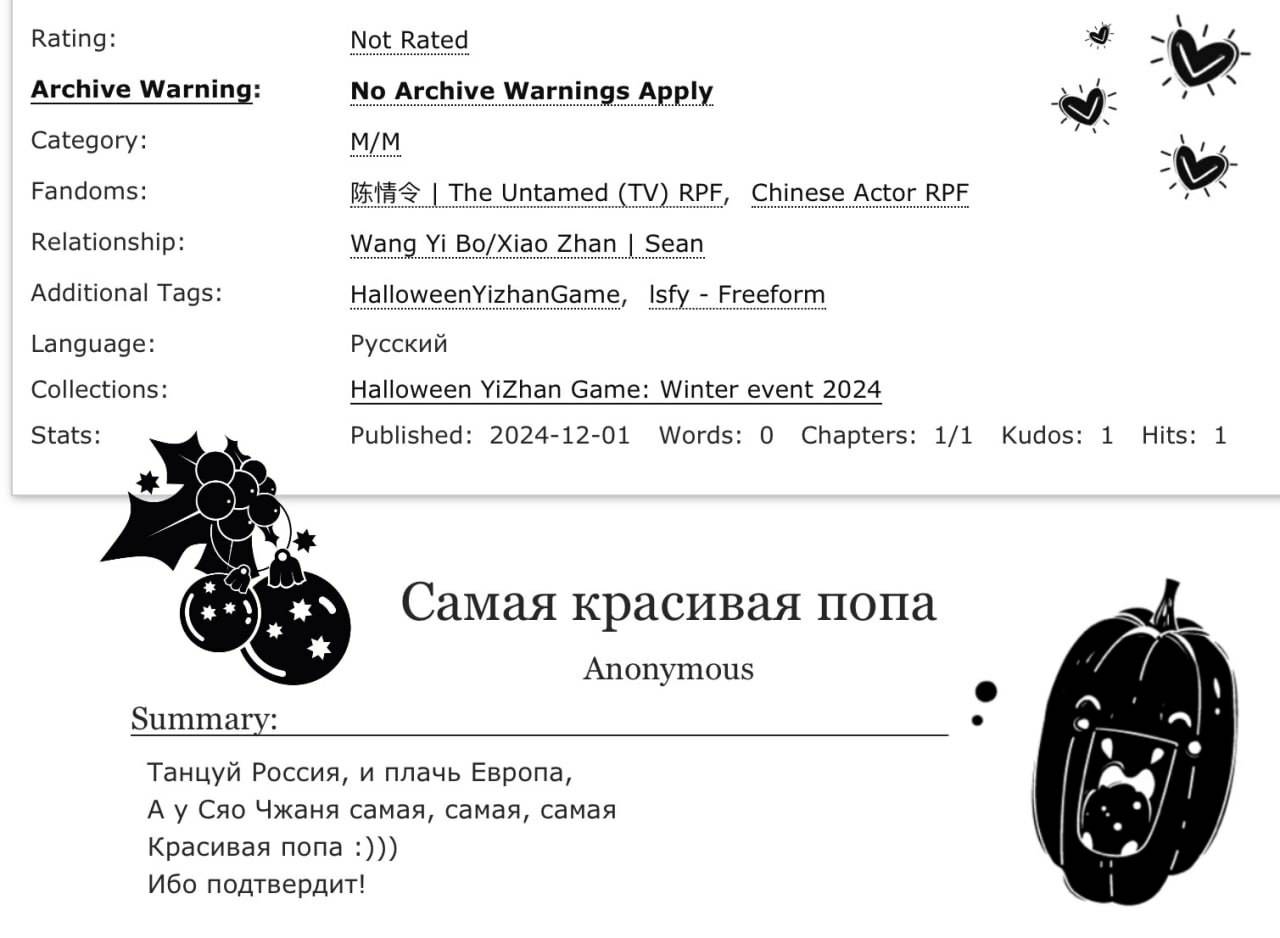 Rating: Not Rated
Archive Warning: No Archive Warnings Apply
Category: M/M
Fandoms: 陈情令 | The Untamed (TV) RPF, Chinese Actor RPF
Relationship: Wang Yi Bo/Xiao Zhan | Sean
Additional Tags: HalloweenYizhanGame, lsfy - Freeform
Language: Русский
Collections: Halloween YiZhan Game: Winter event 2024
Stats: Published: 2024-12-01 Words: 0 Chapters: 1/1 Kudos: 1 Hits: 1
Самая красивая попа
Anonymous
Summary:
Танцуй Россия, и плачь Европа,
А у Сяо Чжаня самая, самая, самая
Красивая попа :)))
Ибо подтвердит!